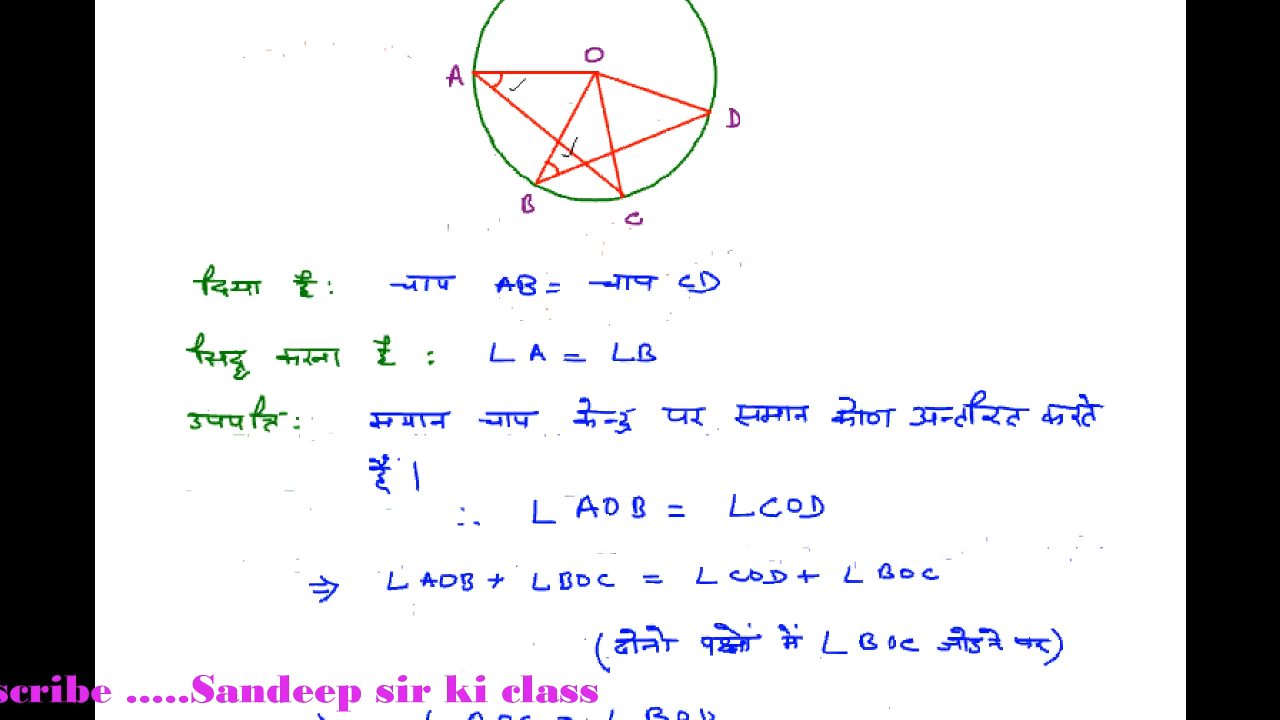 O
A
D
B
C
दिया है : चाप AB = चाप CD
सिद्ध करना है : ∠A = ∠B
उपपत्ति : समान चाप केन्द्र पर समान कोण अन्तरित करते
हैं।
∴ ∠AOB = ∠COD
⇒ ∠AOB + ∠BOC = ∠COD + ∠BOC
(दोनो पक्षों में ∠BOC जोडने पर)
scribe .....Sandeep sir ki class